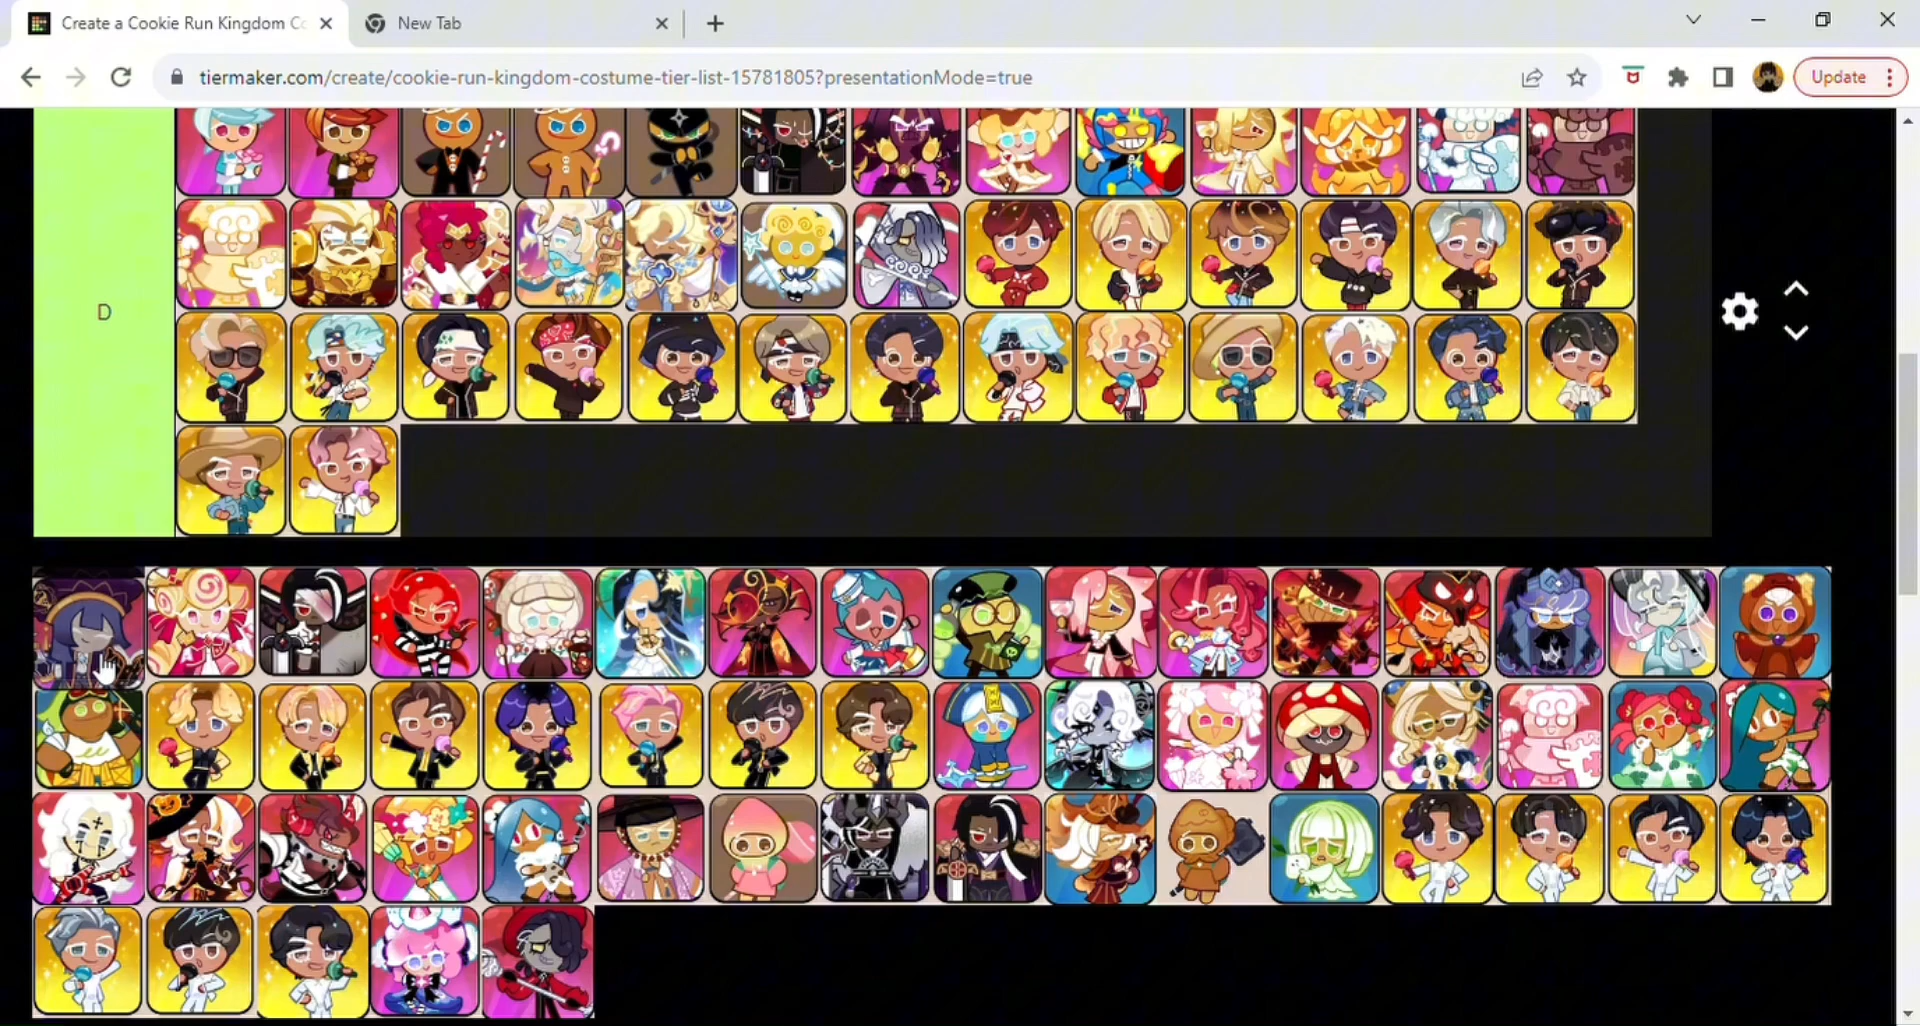 Create a Cookie Run Kingdom Co
New Tab
tiermaker.com/create/cookie-run-kingdom-costume-tier-list-15781805?presentationMode=true
Update
D